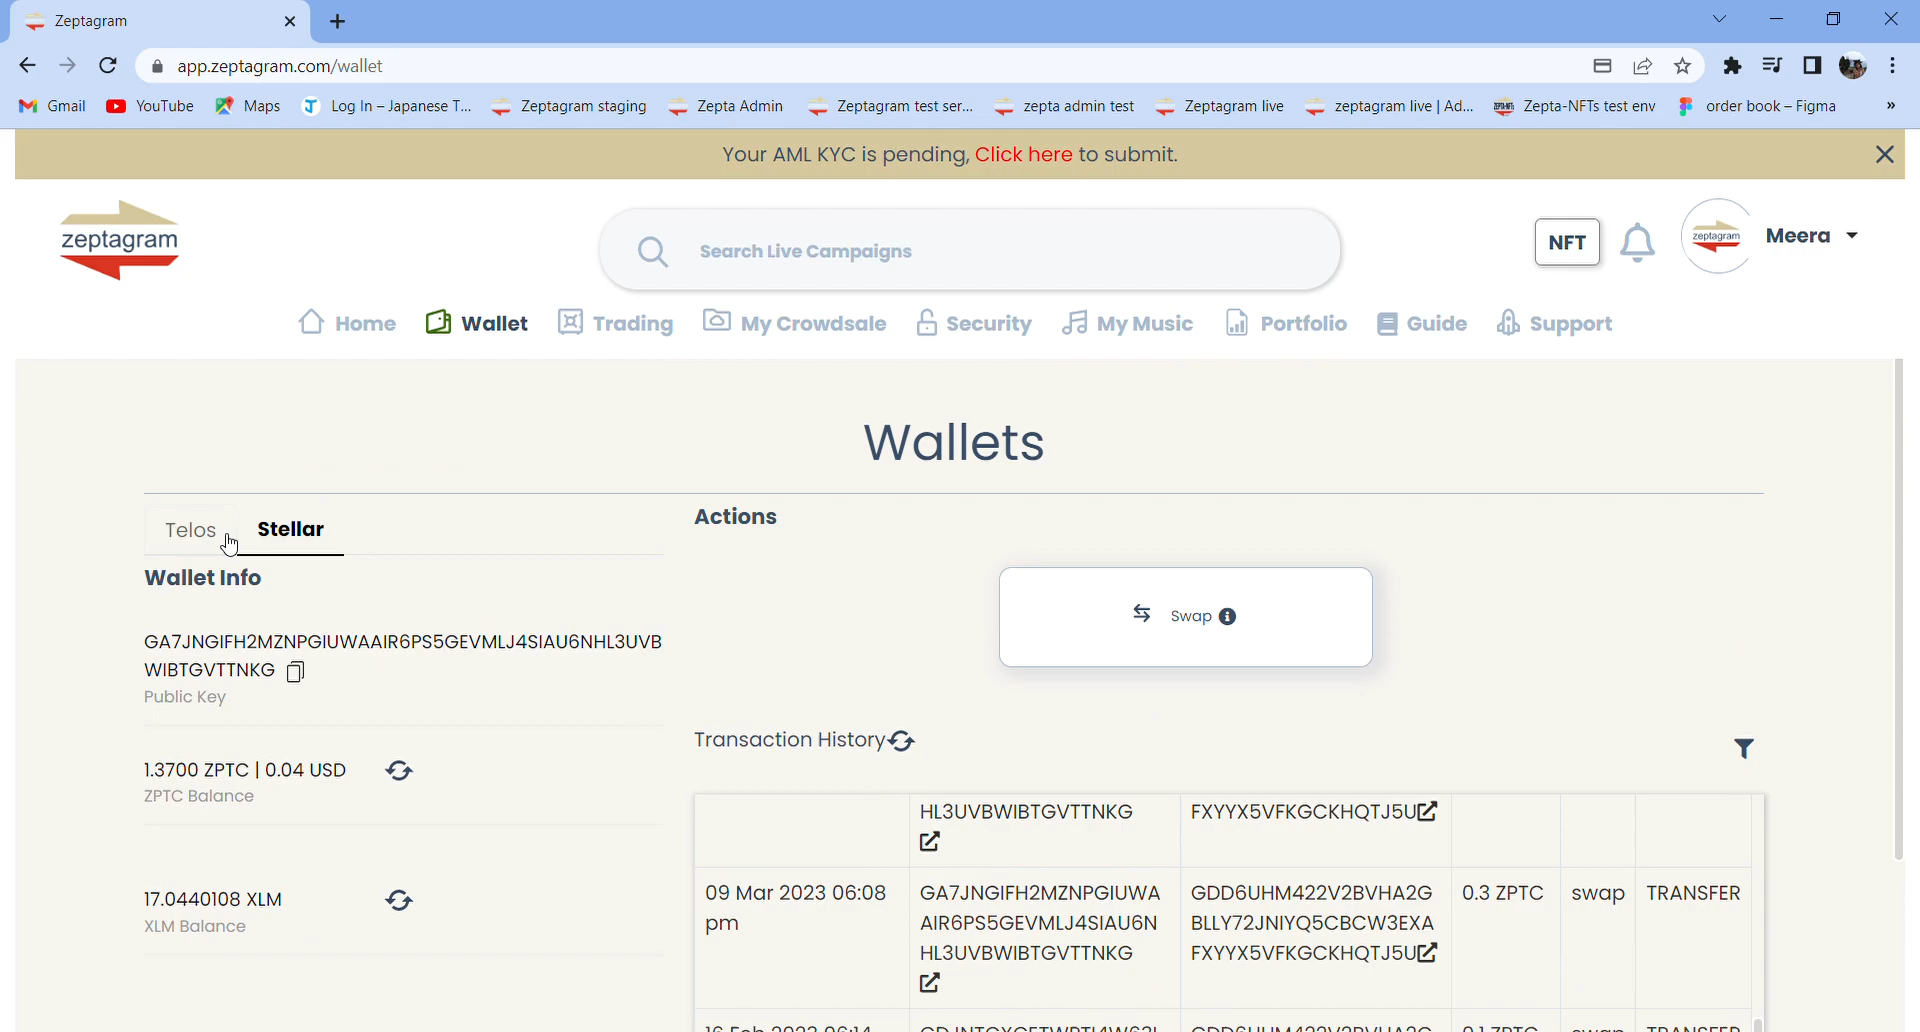 Zeptagram
app.zeptagram.com/wallet
Gmail
YouTube
Maps
Log In – Japanese T...
Zeptagram staging
Zepta Admin
Zeptagram test ser...
zepta admin test
Zeptagram live
zeptagram live | Ad...
Zepta-NFTs test env
order book – Figma
»
Your AML KYC is pending, Click here to submit.
zeptagram
Search Live Campaigns
NFT
zeptagram
Meera
Home
Wallet
Trading
My Crowdsale
Security
My Music
Portfolio
Guide
Support
Wallets
Telos
Stellar
Wallet Info
GA7JNGIFH2MZNPGIUWAAIR6PS5GEVMLJ4SIAU6NHL3UVB
WIBTGVTTNKG
Public Key
1.3700 ZPTC | 0.04 USD
ZPTC Balance
17.0440108 XLM
XLM Balance
Actions
Swap
Transaction History
HL3UVBWIBTGVTTNKG
FXYYX5VFKGCKHQTJ5U
09 Mar 2023 06:08
pm
GA7JNGIFH2MZNPGIUWA
AIR6PS5GEVMLJ4SIAU6N
HL3UVBWIBTGVTTNKG
GDD6UHM422V2BVHA2G
BLLY72JNIYQ5CBCW3EXA
FXYYX5VFKGCKHQTJ5U
0.3 ZPTC
swap
TRANSFER